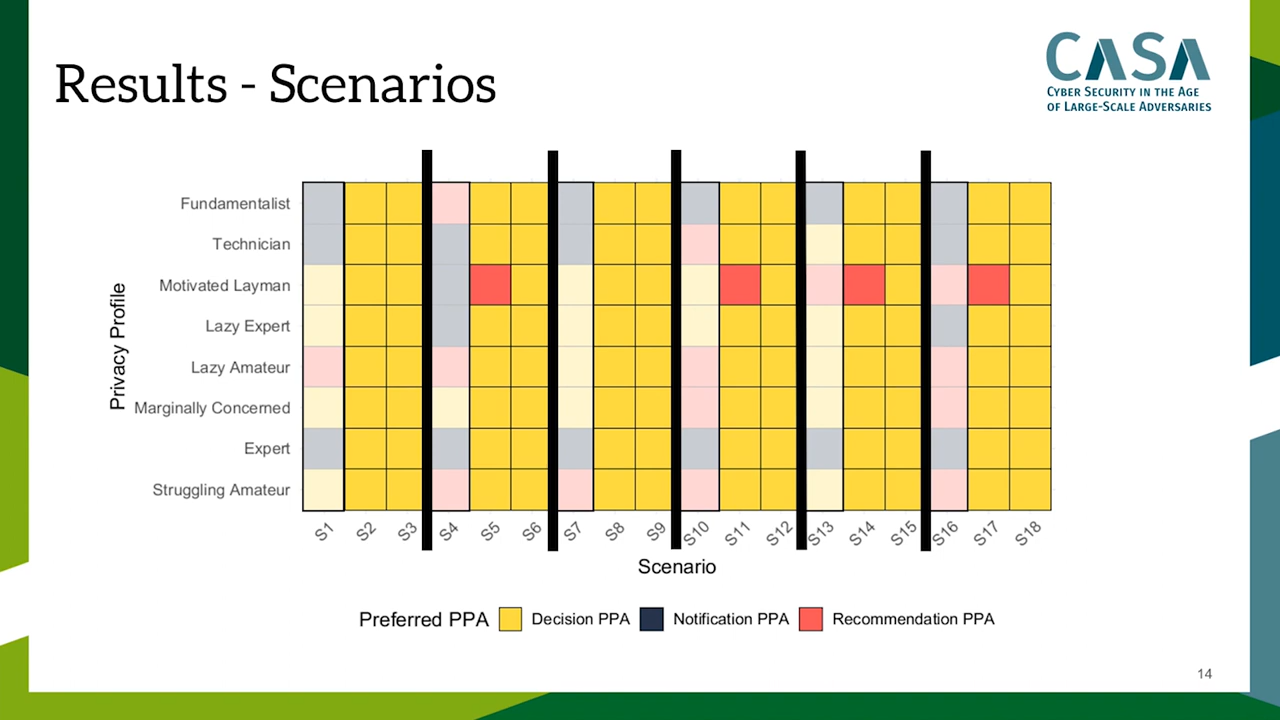 Results - Scenarios
CASA
CYBER SECURITY IN THE AGE
OF LARGE-SCALE ADVERSARIES
Privacy Profile
Fundamentalist
Technician
Motivated Layman
Lazy Expert
Lazy Amateur
Marginally Concerned
Expert
Struggling Amateur
S1 S2 S3 S4 S5 S6 S7 S8 S9 S10 S11 S12 S13 S14 S15 S16 S17 S18
Scenario
Preferred PPA Decision PPA Notification PPA Recommendation PPA
14